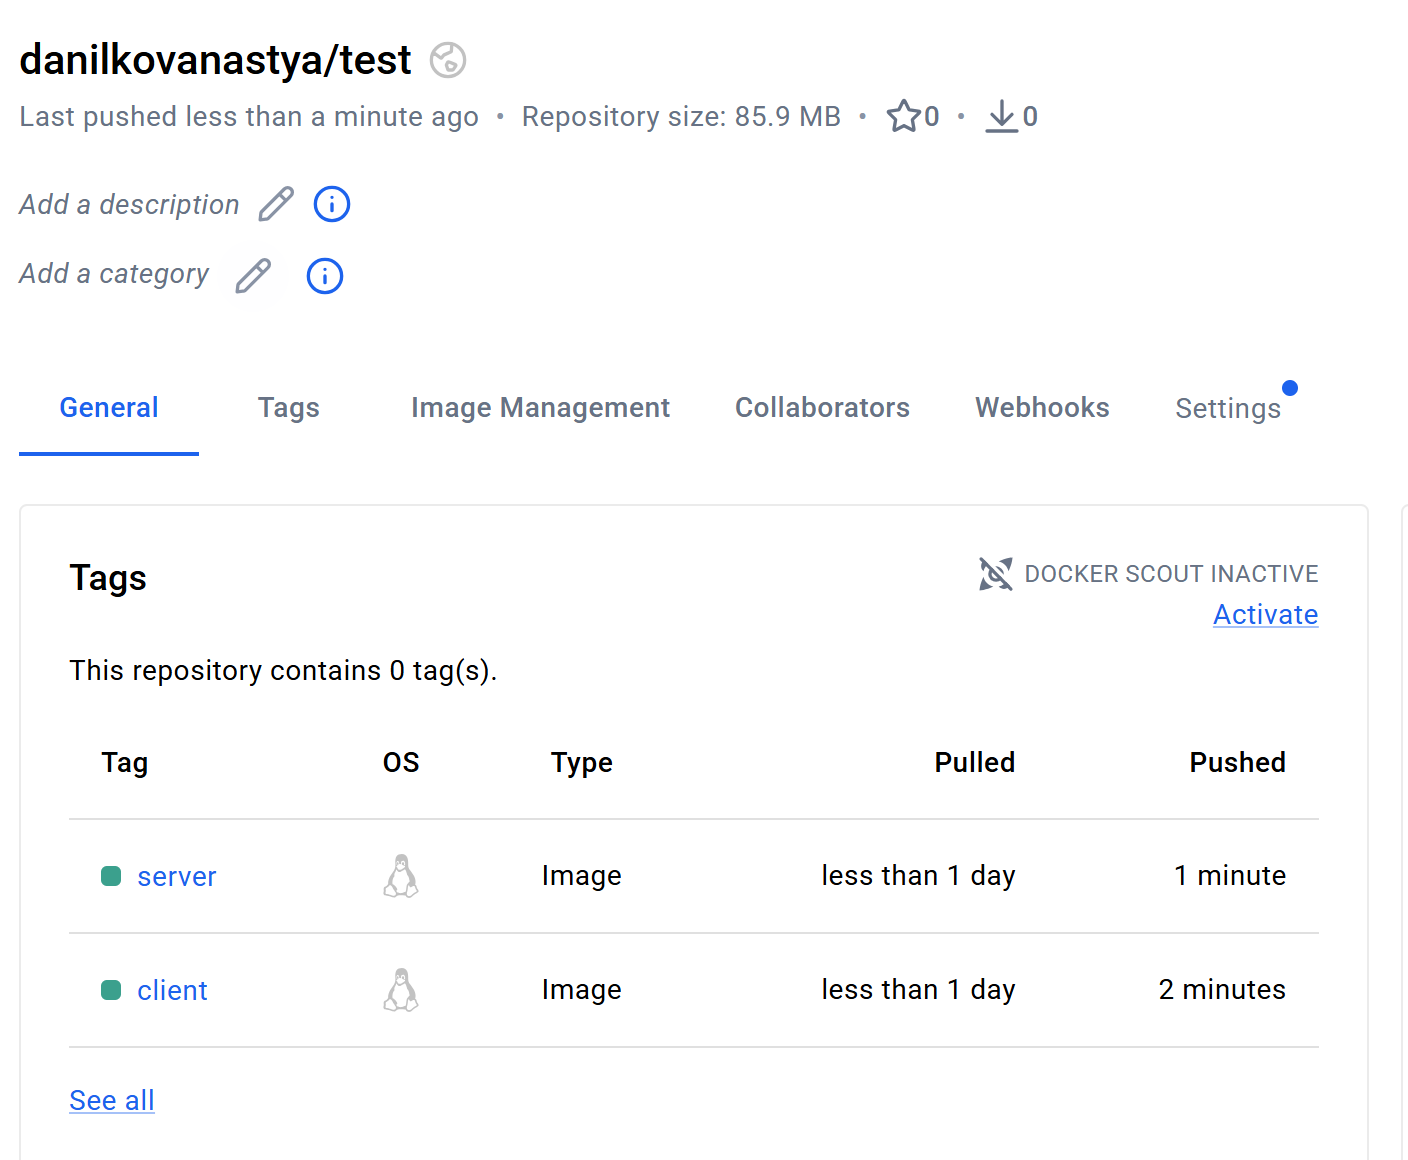 danilkovanastya/test
Last pushed less than a minute ago • Repository size: 85.9 MB • 0 • 0
Add a description
Add a category
General Tags Image Management Collaborators Webhooks Settings
Tags
DOCKER SCOUT INACTIVE
Activate
This repository contains 0 tag(s).
Tag OS Type Pulled Pushed
server Image less than 1 day 1 minute
client Image less than 1 day 2 minutes
See all